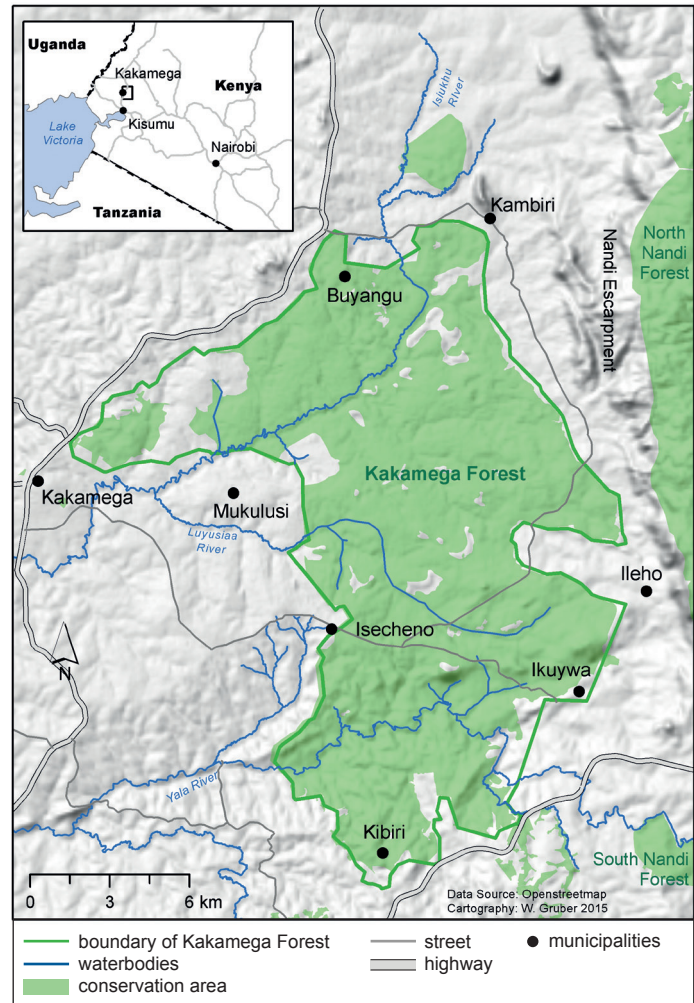 Uganda
Kakamega
Kenya
Kisumu
Lake
Victoria
Nairobi
Tanzania
Isiukhu
River
Kambiri
North
Nandi
Forest
Nandi Escarpment
Buyangu
Kakamega Forest
Kakamega
Mukulusi
Luyusiaa
River
Ileho
Isecheno
N
Ikuywa
Yala River
Kibiri
South Nandi
Forest
0 3 6 km
Data Source: Openstreetmap
Cartography: W. Gruber 2015
boundary of Kakamega Forest
street
municipalities
waterbodies
highway
conservation area